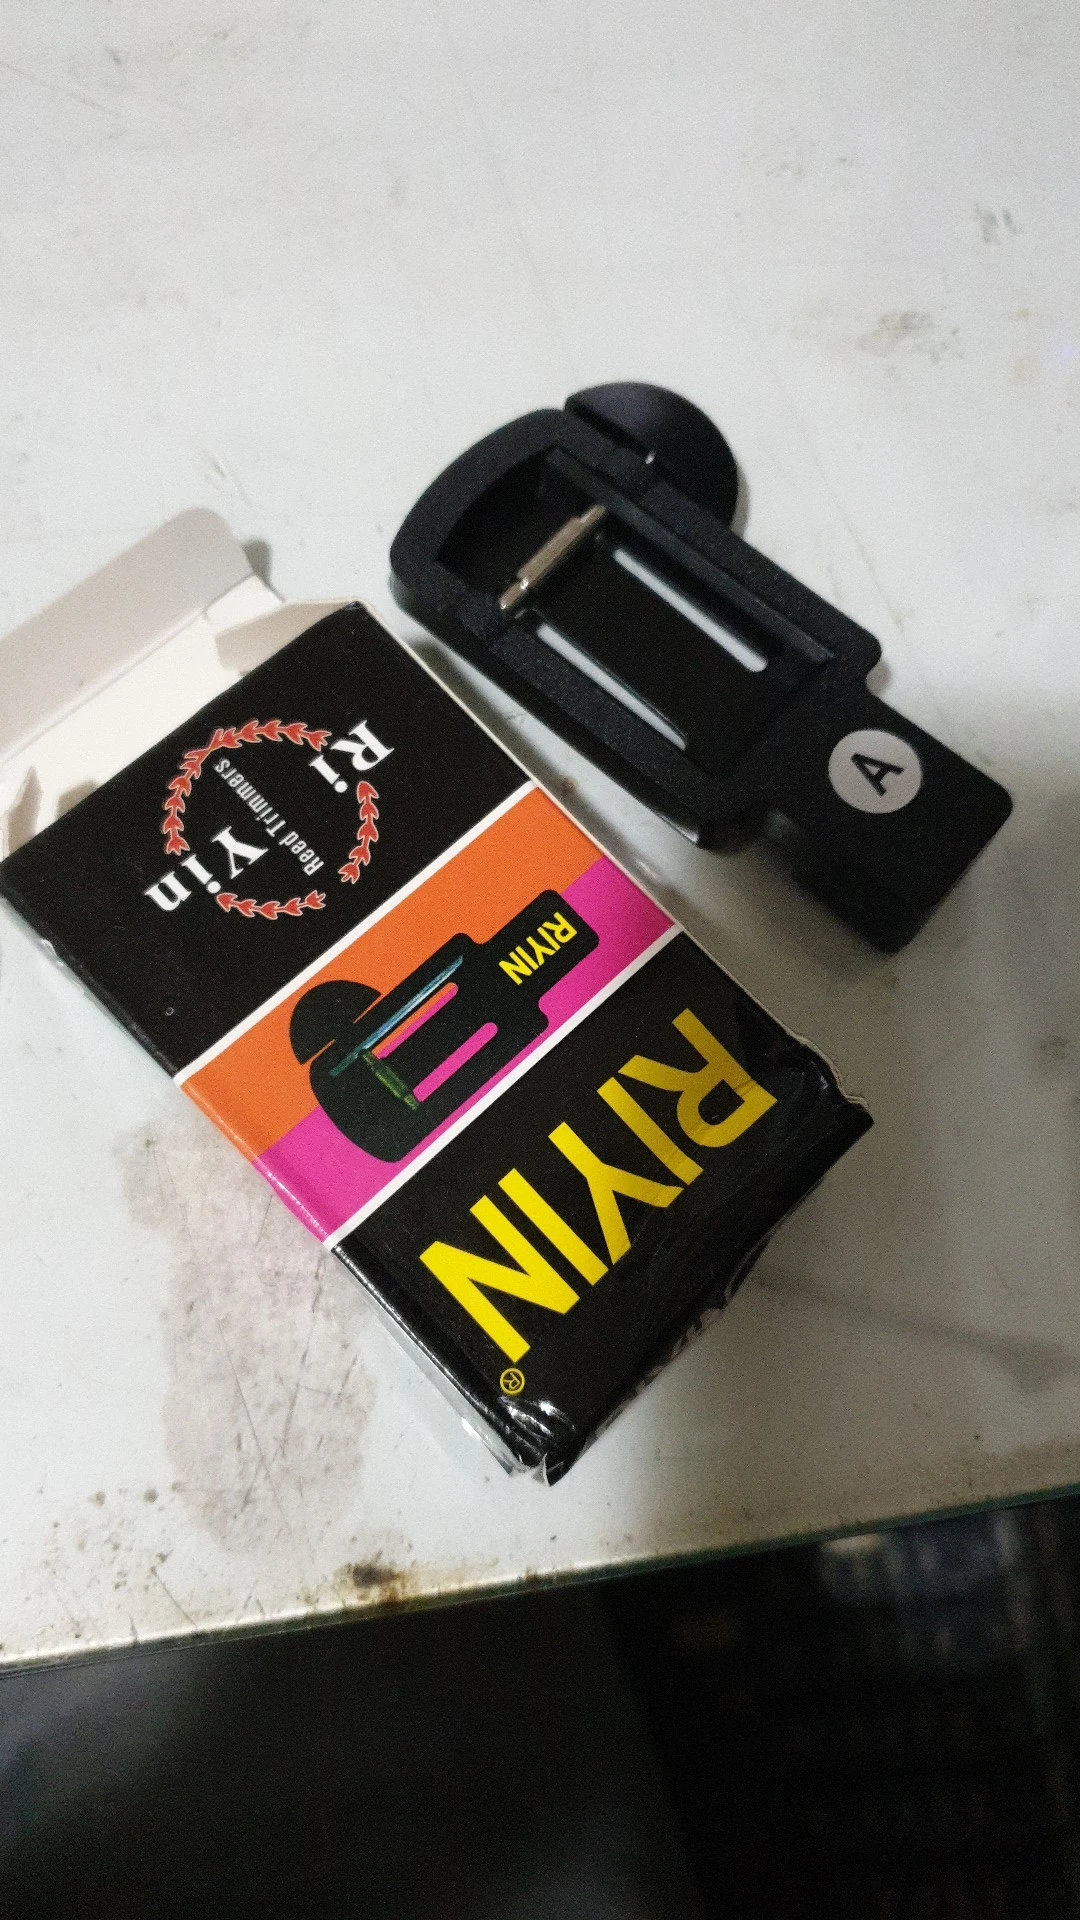 Ri Yin
Reed Trimmers
RIYIN
RIYIN®
A